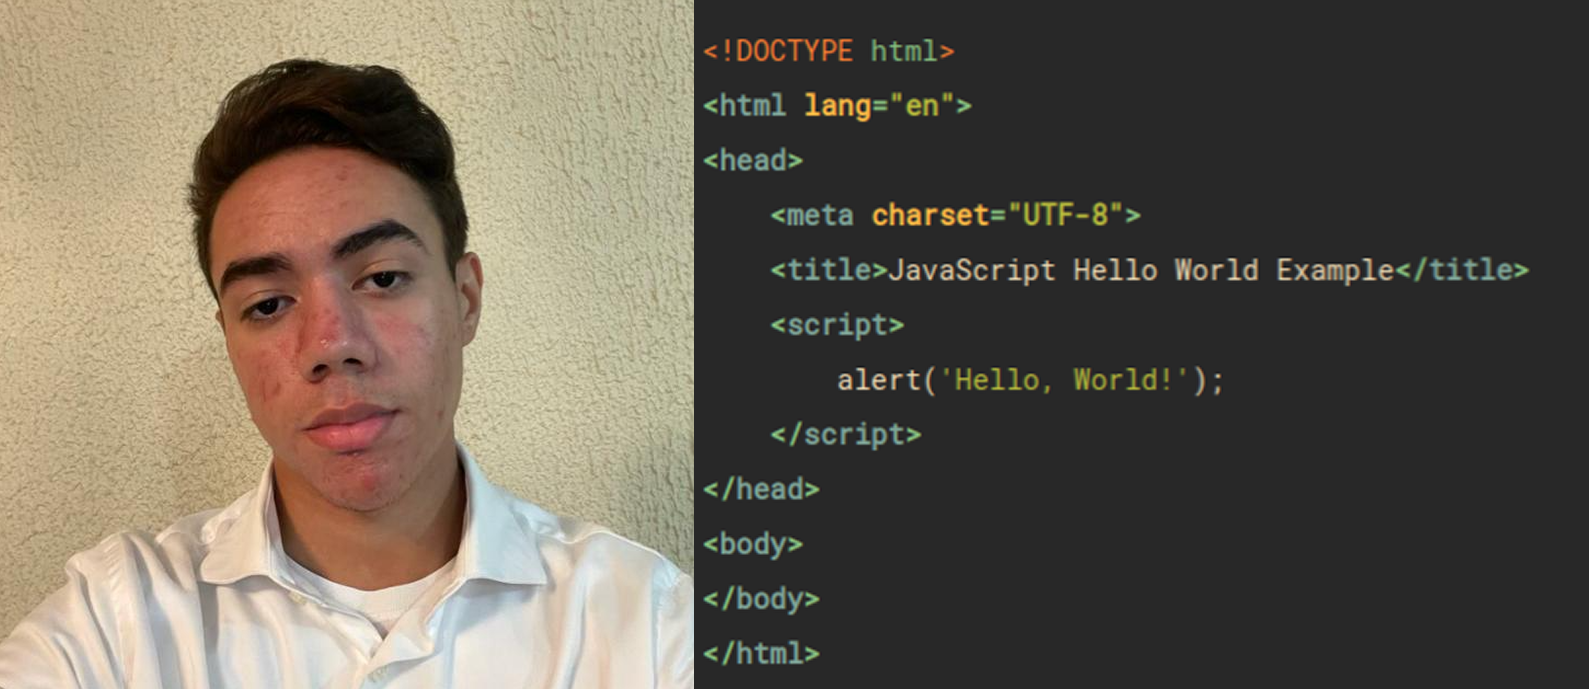 <!DOCTYPE html>
<html lang="en">
<head>
<meta charset="UTF-8">
<title>JavaScript Hello World Example</title>
<script>
alert('Hello, World!');
</script>
</head>
<body>
</body>
</html>